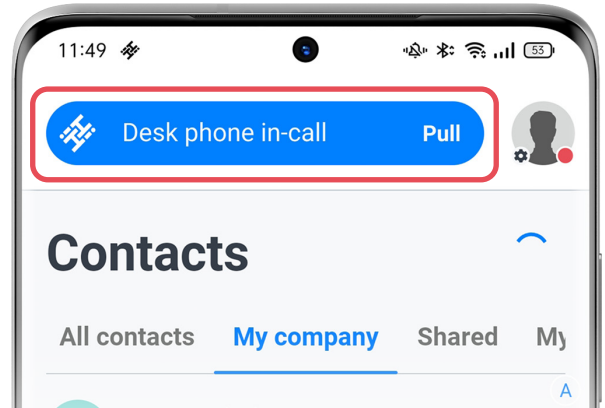 11:49 53
Desk phone in-call Pull
Contacts
All contacts My company Shared My
A